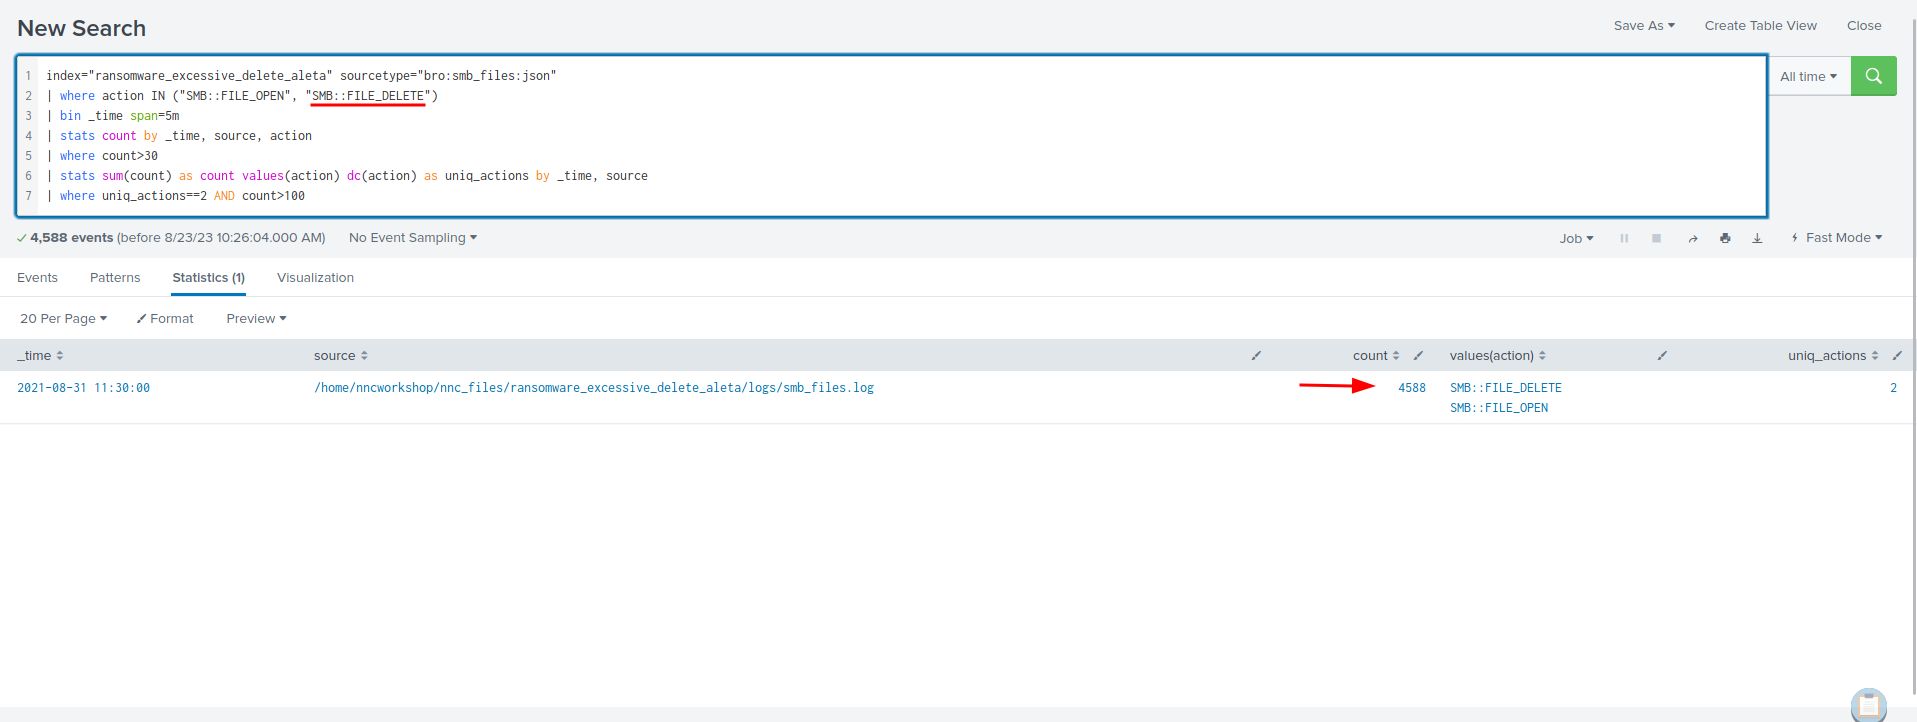 New Search
Save As Create Table View Close
1 index="ransomware_excessive_delete_aleta" sourcetype="bro:smb_files:json"
2 | where action IN ("SMB::FILE_OPEN", "SMB::FILE_DELETE")
3 | bin _time span=5m
4 | stats count by _time, source, action
5 | where count>30
6 | stats sum(count) as count values(action) dc(action) as uniq_actions by _time, source
7 | where uniq_actions==2 AND count>100
All time
4,588 events (before 8/23/23 10:26:04.000 AM) No Event Sampling Job Fast Mode
Events Patterns Statistics (1) Visualization
20 Per Page Format Preview
_time source count values(action) uniq_actions
2021-08-31 11:30:00 /home/nncworkshop/nnc_files/ransomware_excessive_delete_aleta/logs/smb_files.log 4588 SMB::FILE_DELETE 2
SMB::FILE_OPEN